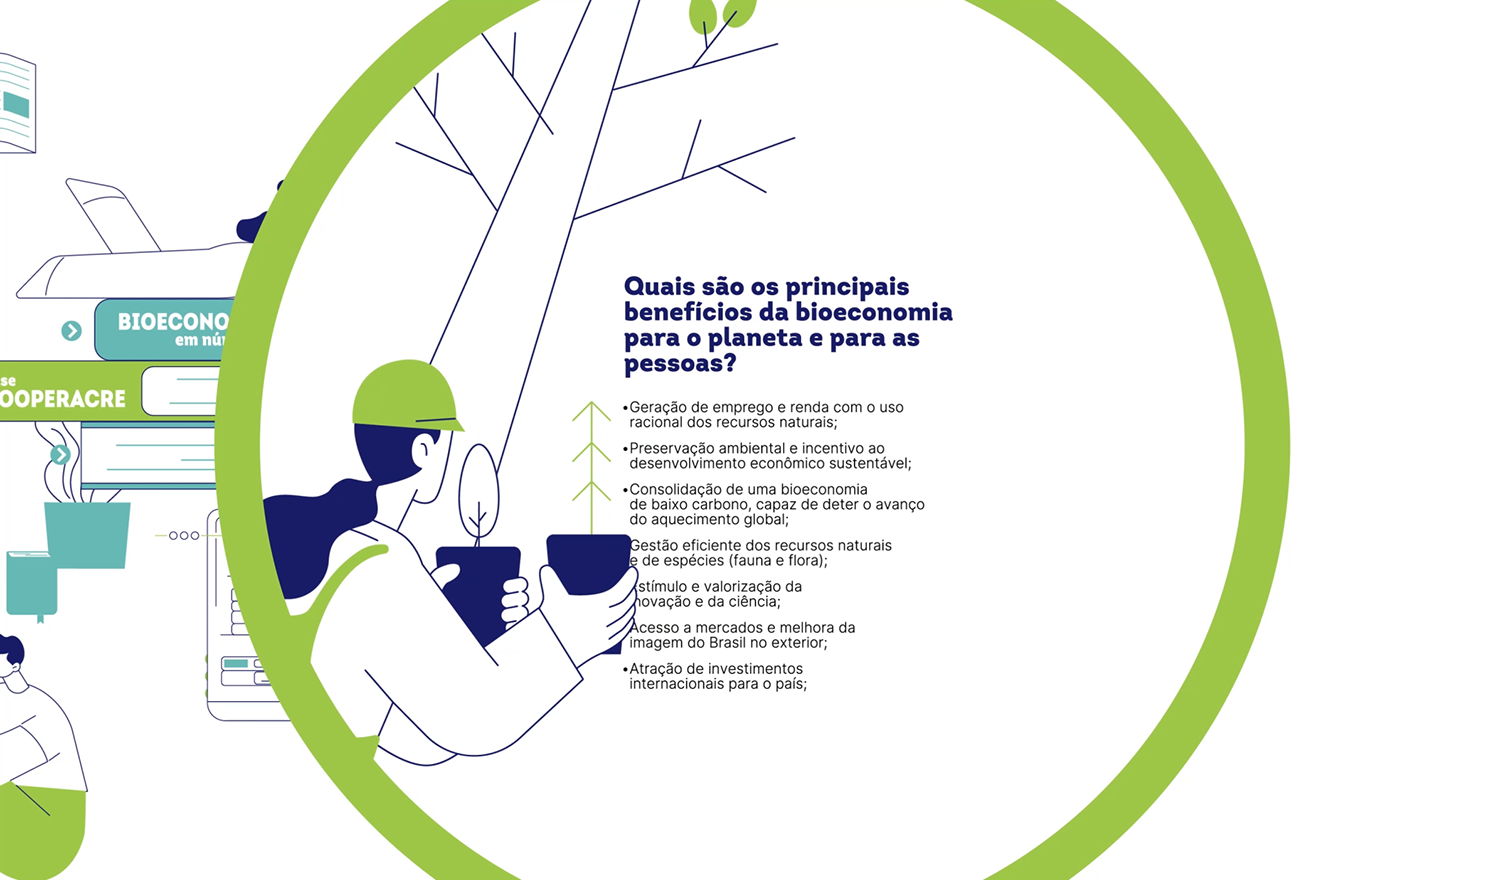 BIOECONO
em nú
se
OOPERACRE
Quais são os principais
benefícios da bioeconomia
para o planeta e para as
pessoas?
•Geração de emprego e renda com o uso
racional dos recursos naturais;
•Preservação ambiental e incentivo ao
desenvolvimento econômico sustentável;
•Consolidação de uma bioeconomia
de baixo carbono, capaz de deter o avanço
do aquecimento global;
Gestão eficiente dos recursos naturais
e de espécies (fauna e flora);
stímulo e valorização da
novação e da ciência;
Acesso a mercados e melhora da
imagem do Brasil no exterior;
•Atração de investimentos
internacionais para o país;